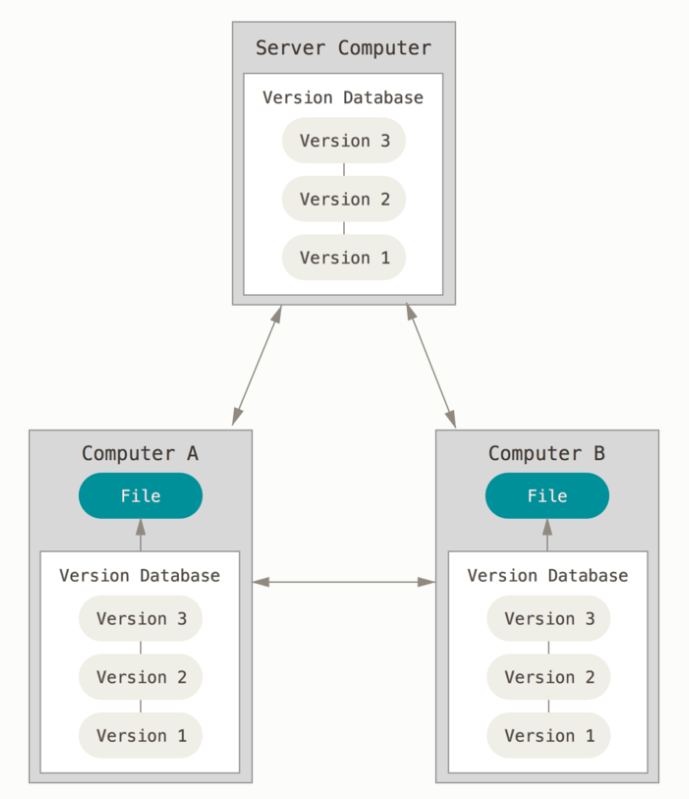 Server Computer
Version Database
Version 3
Version 2
Version 1
Computer A
File
Version Database
Version 3
Version 2
Version 1
Computer B
File
Version Database
Version 3
Version 2
Version 1